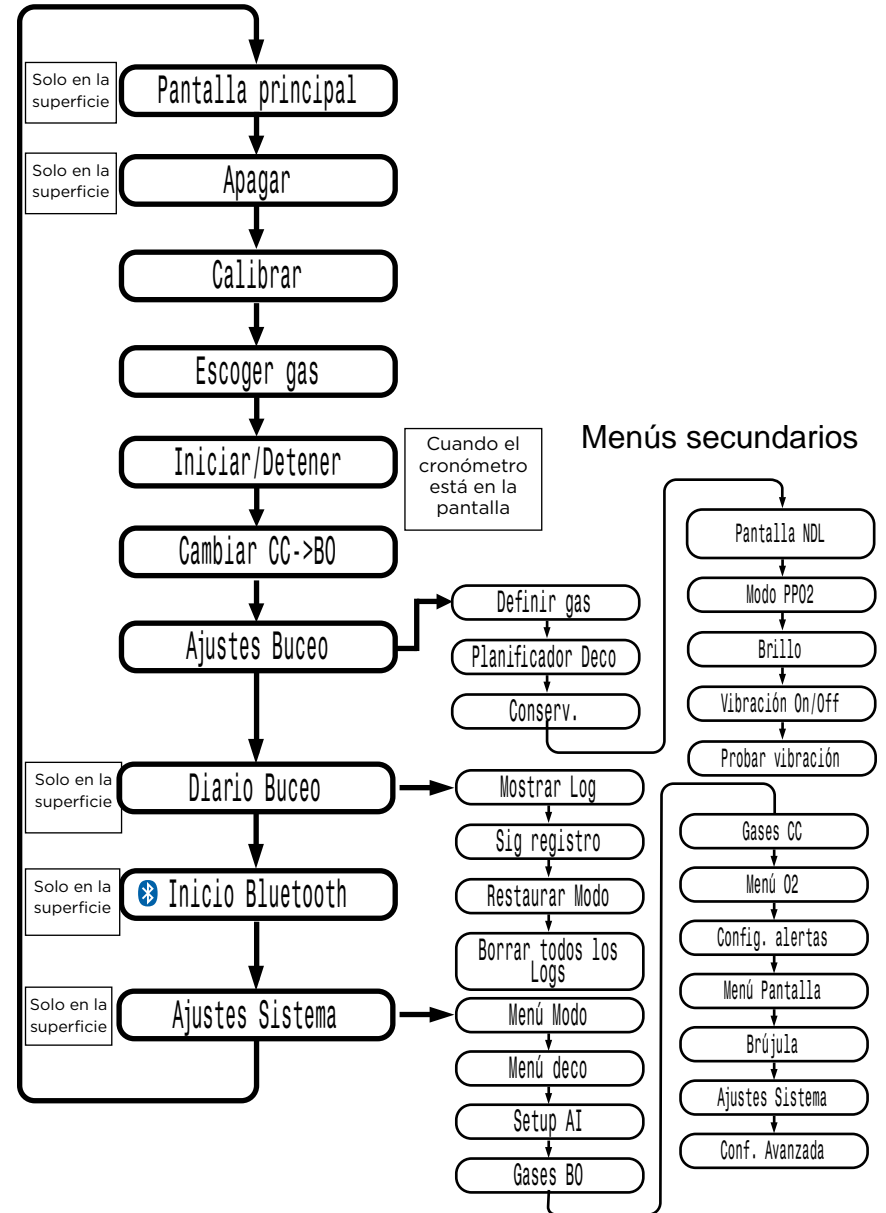 Solo en la
superficie
Pantalla principal
Solo en la
superficie
Apagar
Calibrar
Escoger gas
Iniciar/Detener
Cuando el
cronómetro
está en la
pantalla
Cambiar CC->BO
Ajustes Buceo
Solo en la
superficie
Diario Buceo
Solo en la
superficie
Inicio Bluetooth
Solo en la
superficie
Ajustes Sistema
Menús secundarios
Definir gas
Planificador Deco
Conserv.
Pantalla NDL
Modo PPO2
Brillo
Vibración On/Off
Probar vibración
Mostrar Log
Sig registro
Restaurar Modo
Borrar todos los
Logs
Menú Modo
Menú deco
Setup AI
Gases BO
Gases CC
Menú O2
Config. alertas
Menú Pantalla
Brújula
Ajustes Sistema
Conf. Avanzada